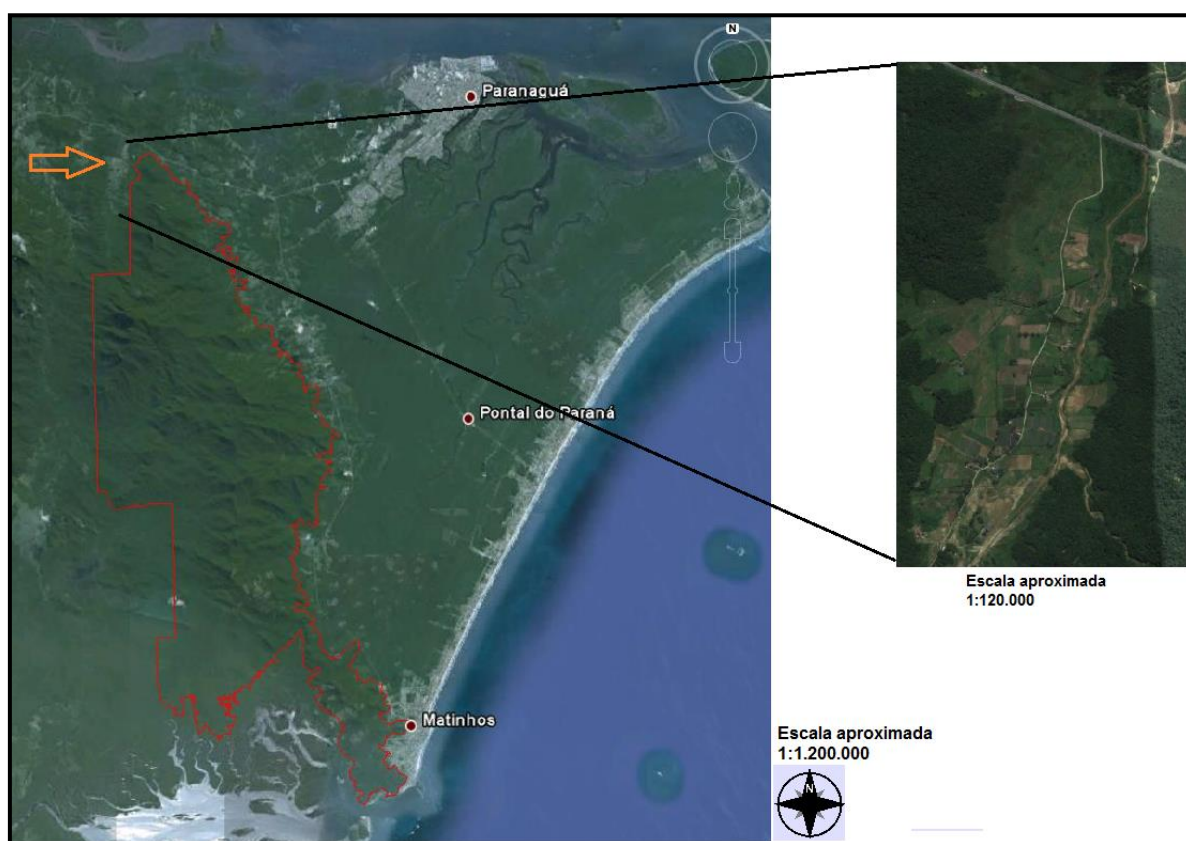 N
Paranaguá
Pontal do Paraná
Matinhos
Escala aproximada
1:120.000
Escala aproximada
1:1.200.000
N